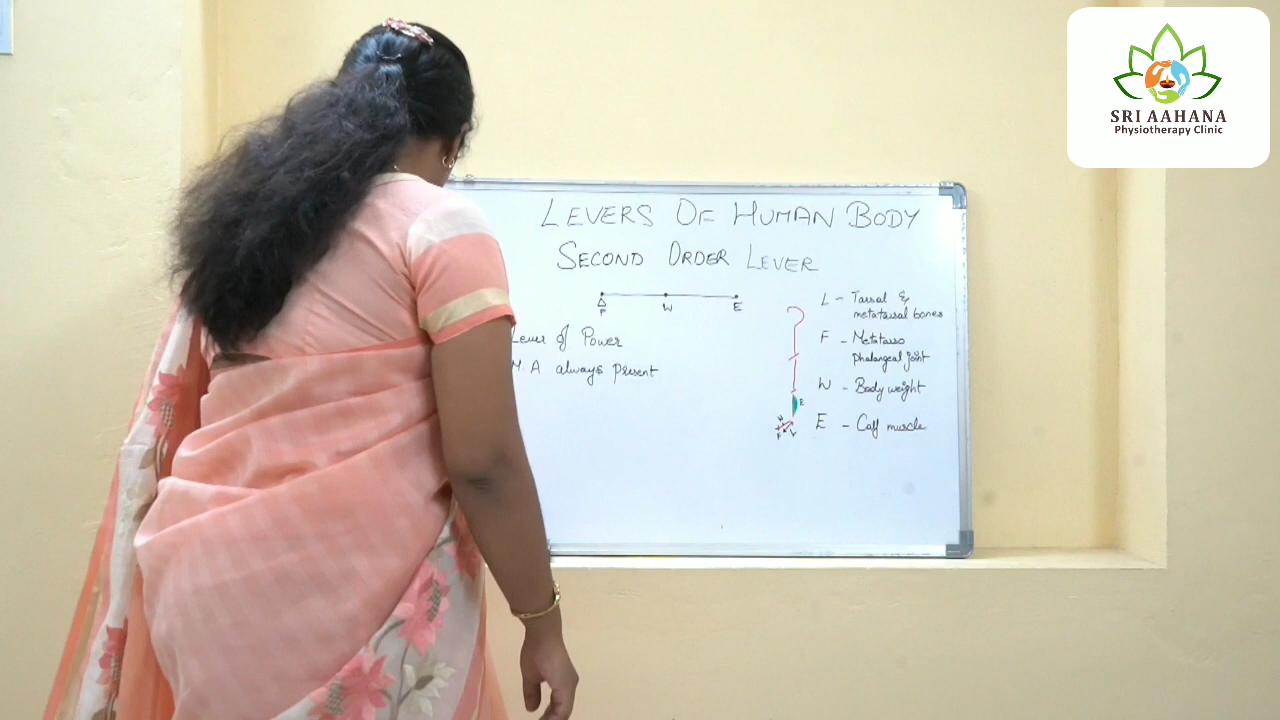 SRI AAHANA
Physiotherapy Clinic
LEVERS OF HUMAN BODY
SECOND ORDER LEVER
F W E
Lever of Power
M.A always present
L - Tarsal &
metatarsal bones
F - Metatarso
phalangeal joint
W - Body weight
E - Calf muscle
E
W
F L